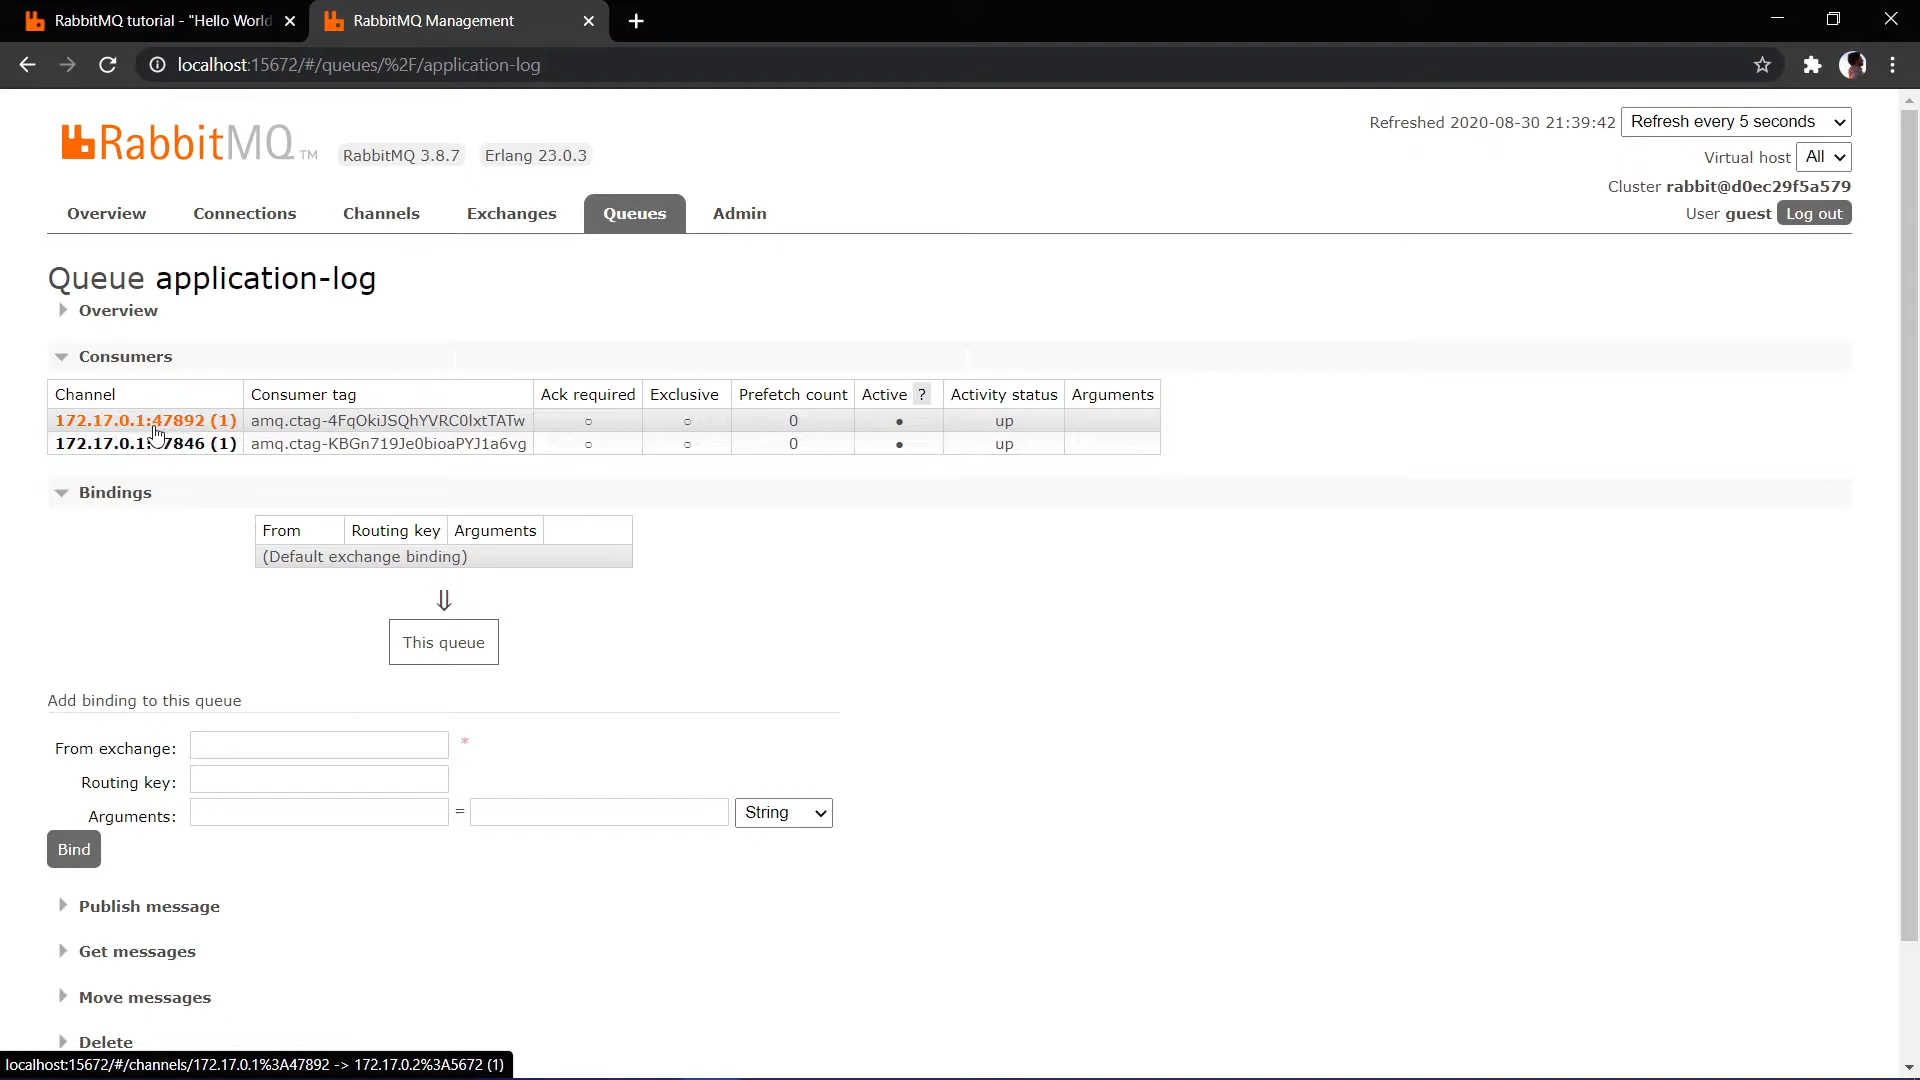 RabbitMQ tutorial - "Hello World
RabbitMQ Management
localhost:15672/#/queues/%2F/application-log
RabbitMQ TM
RabbitMQ 3.8.7
Erlang 23.0.3
Refreshed 2020-08-30 21:39:42
Refresh every 5 seconds
Virtual host All
Cluster rabbit@d0ec29f5a579
User guest Log out
Overview Connections Channels Exchanges Queues Admin
Queue application-log
Overview
Consumers
Channel Consumer tag Ack required Exclusive Prefetch count Active ? Activity status Arguments
172.17.0.1:47892 (1) amq.ctag-4FqOkiJSQhYVRC0lxtTATw ○ ○ 0 ● up
172.17.0.1:47846 (1) amq.ctag-KBGn719Je0bioaPYJ1a6vg ○ ○ 0 ● up
Bindings
From Routing key Arguments
(Default exchange binding)
⇓
This queue
Add binding to this queue
From exchange: *
Routing key:
Arguments: = String
Bind
Publish message
Get messages
Move messages
Delete
localhost:15672/#/channels/172.17.0.1%3A47892 -> 172.17.0.2%3A5672 (1)